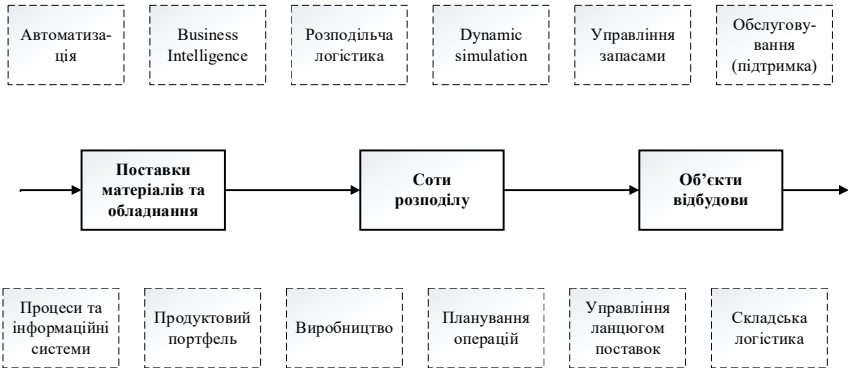 Автоматиза-
ція
Business
Intelligence
Розподільча
логістика
Dynamic
simulation
Управління
запасами
Обслугову-
вання
(підтримка)
Поставки
матеріалів та
обладнання
Соти
розподілу
Об’єкти
відбудови
Процеси та
інформаційні
системи
Продуктовий
портфель
Виробництво
Планування
операцій
Управління
ланцюгом
поставок
Складська
логістика